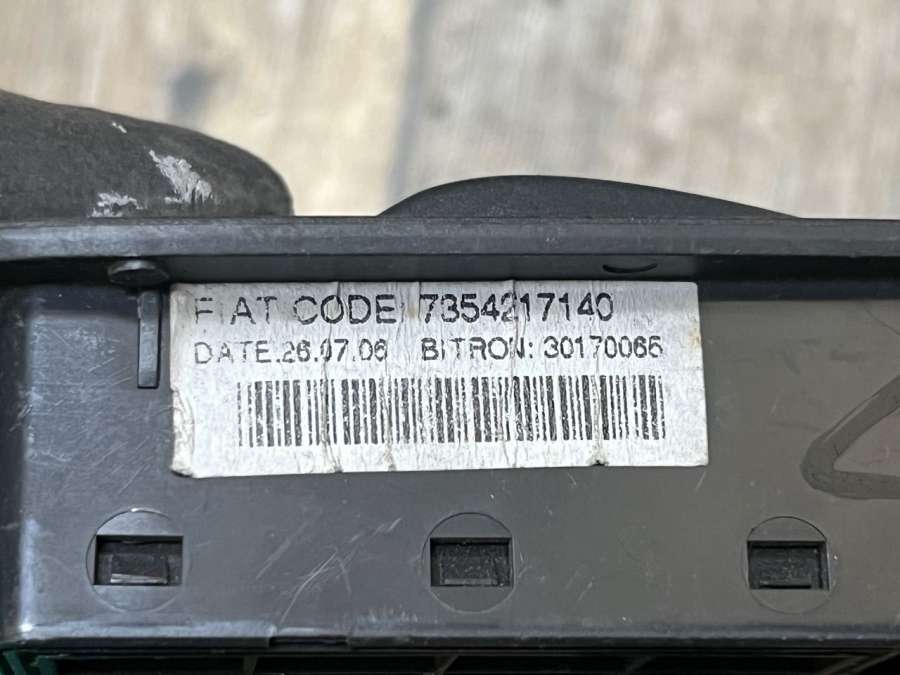 FIAT CODE 7354217140
DATE.26.07.06 BITRON: 30170065